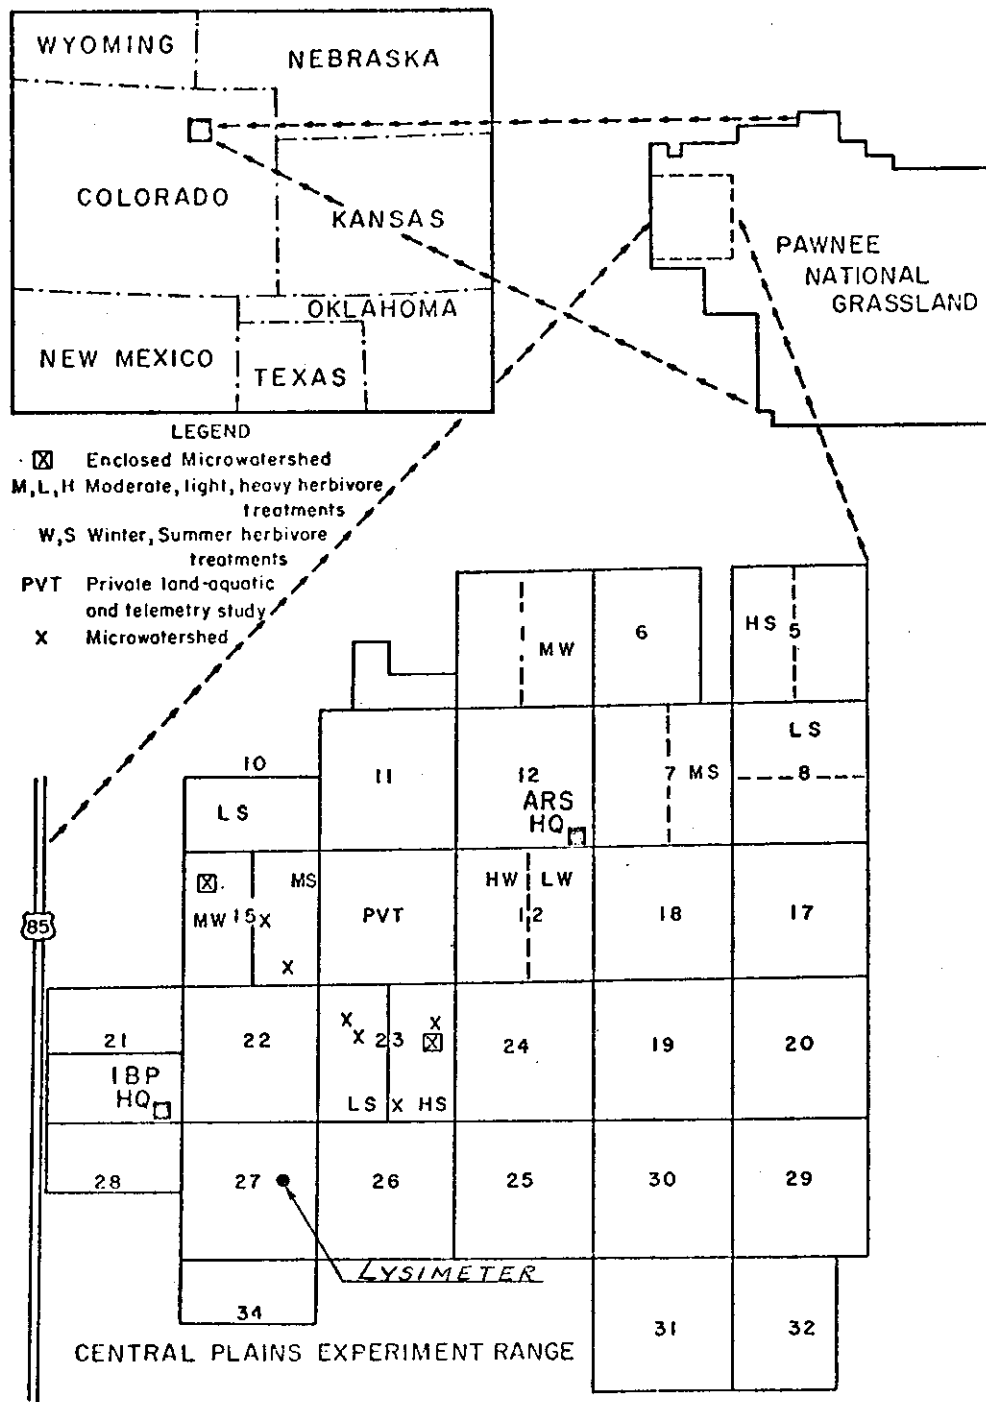 WYOMING
NEBRASKA
COLORADO
KANSAS
OKLAHOMA
NEW MEXICO
TEXAS
PAWNEE
NATIONAL
GRASSLAND
LEGEND
X Enclosed Microwatershed
M,L,H Moderate, light, heavy herbivore
treatments
W,S Winter, Summer herbivore
treatments
PVT Private land-aquatic
and telemetry study
X Microwatershed
MW
6
HS 5
LS
10
11
12
7 MS
8
ARS
HQ
LS
X
MS
HW LW
MW 15 X
PVT
12
18
17
X
X
X
21
22
X 23 X
24
19
20
IBP
HQ
LS X HS
28
27
26
25
30
29
LYSIMETER
34
31
32
CENTRAL PLAINS EXPERIMENT RANGE
85